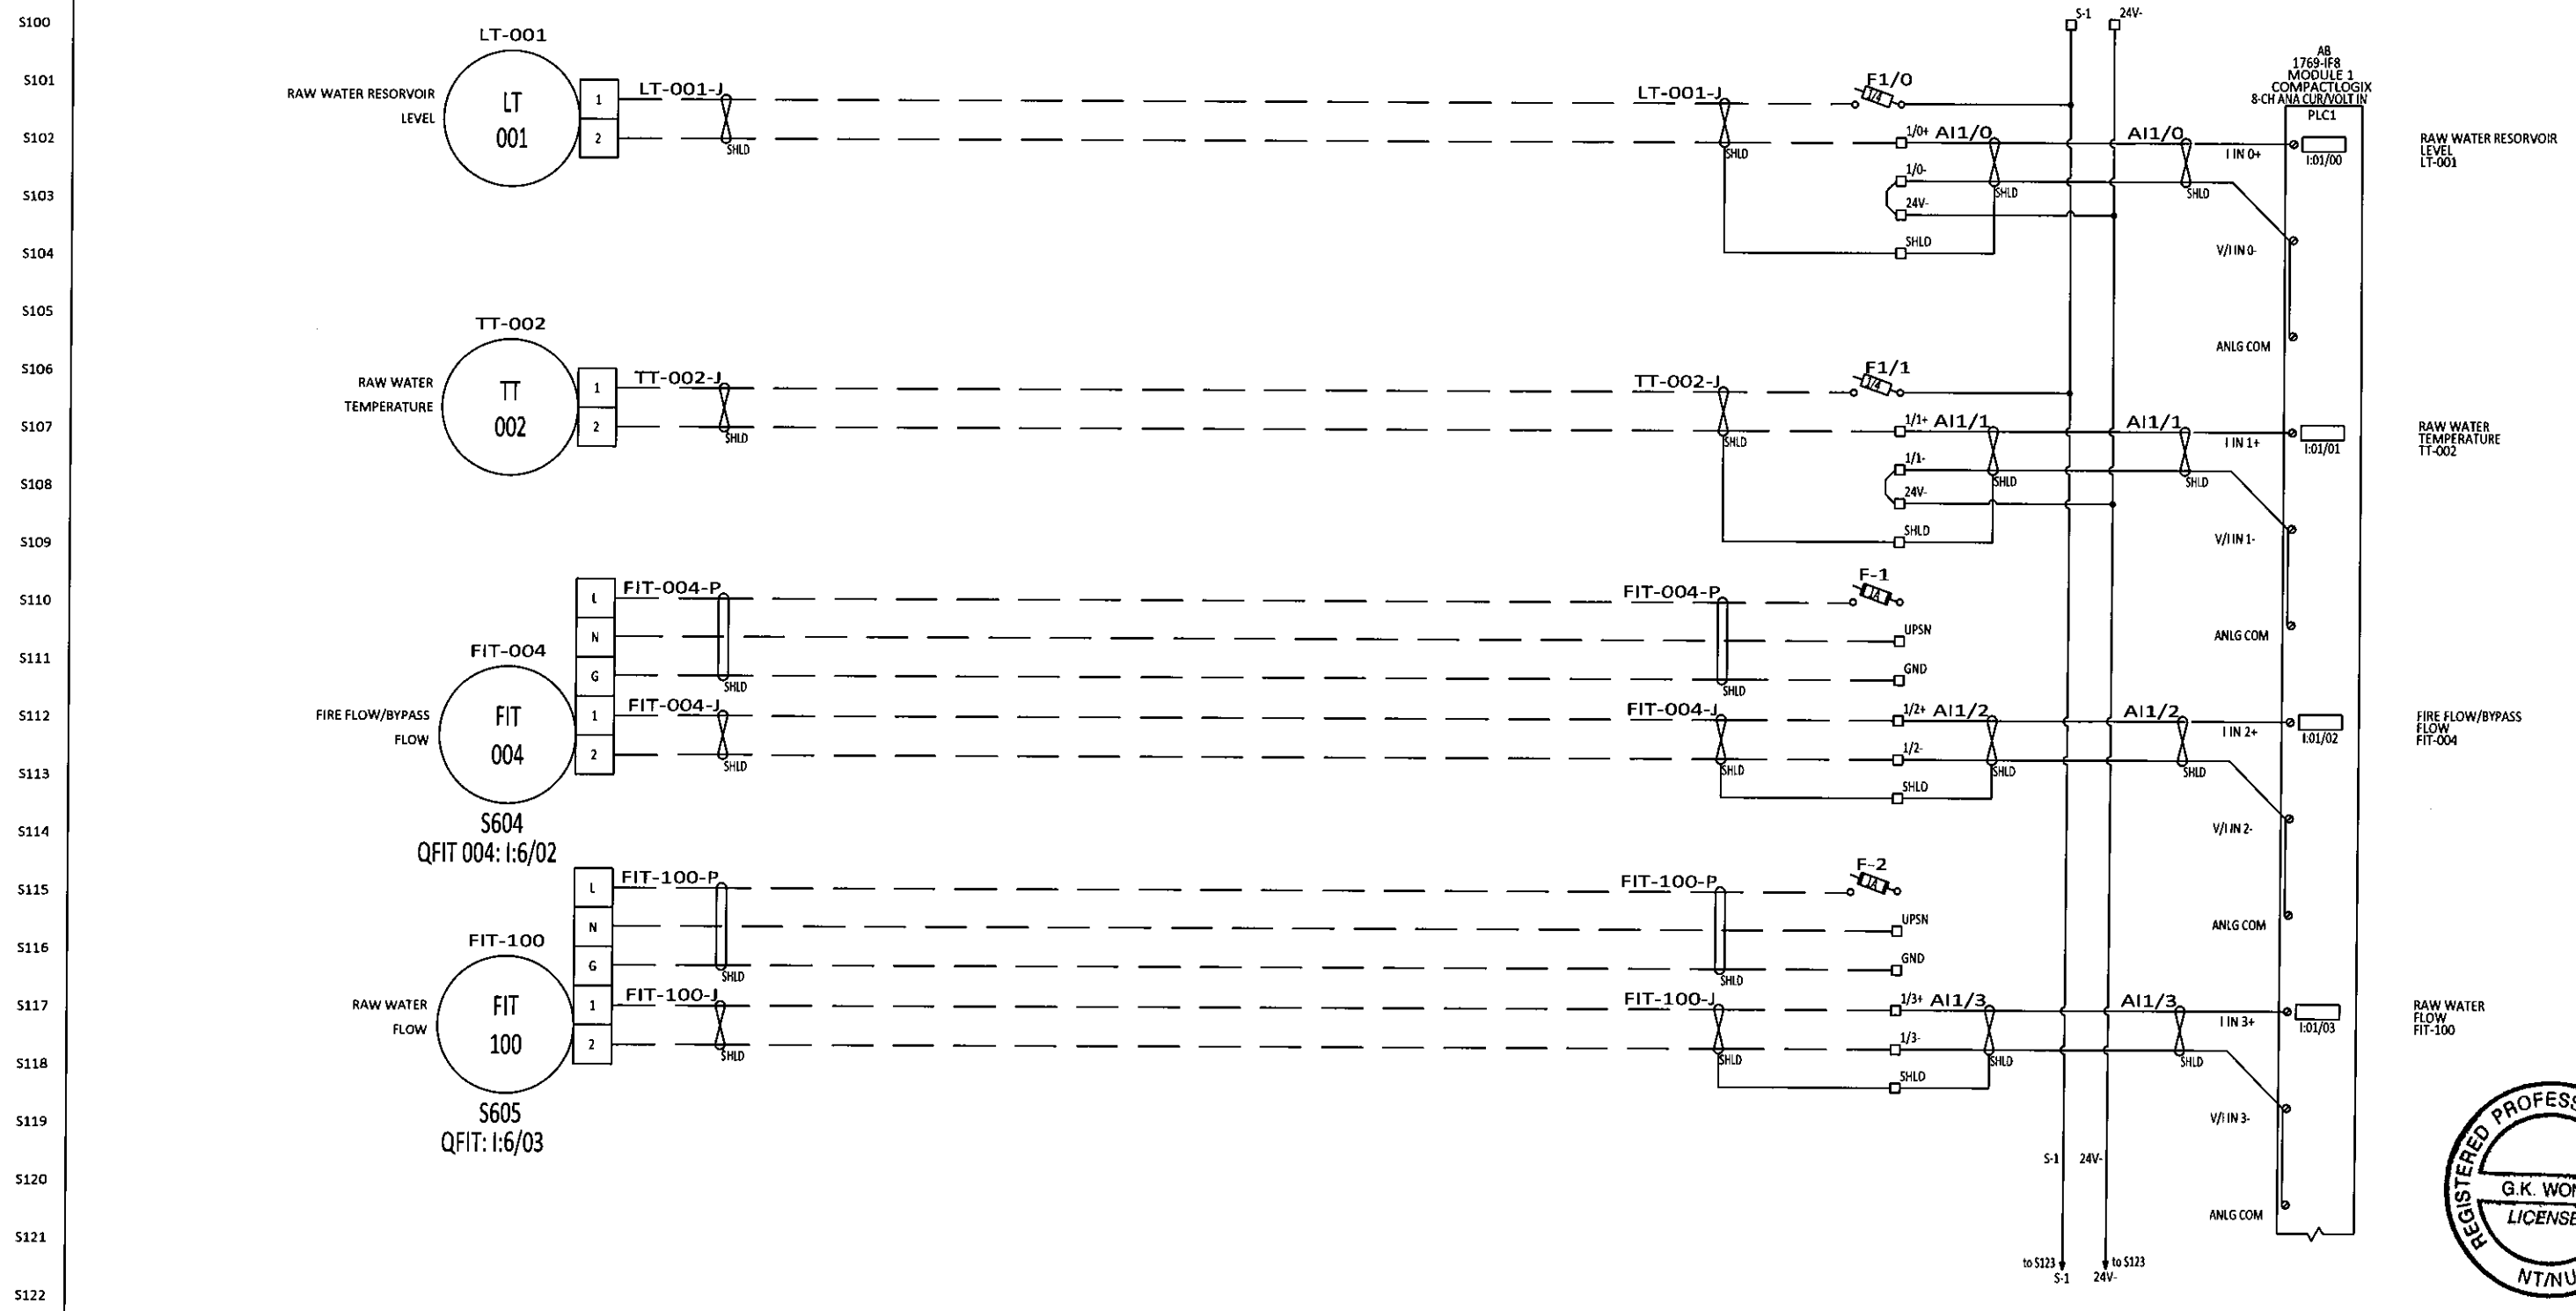 S100
S101
S102
S103
S104
S105
S106
S107
S108
S109
S110
S111
S112
S113
S114
S115
S116
S117
S118
S119
S120
S121
S122
LT-001
RAW WATER RESORVOIR
LEVEL
LT
001
1
2
LT-001-J
SHLD
LT-001-J
SHLD
F1/0
1/4
1/0+
AI1/0
AI1/0
1/0-
SHLD
SHLD
24V-
SHLD
S-1
24V-
AB
1769-IF8
MODULE 1
COMPACTLOGIX
8-CH ANA CUR/VOLT IN
PLC1
I IN 0+
I:01/00
V/I IN 0-
ANLG COM
RAW WATER RESORVOIR
LEVEL
LT-001
TT-002
RAW WATER
TEMPERATURE
TT
002
1
2
TT-002-J
SHLD
TT-002-J
SHLD
F1/1
1/4
1/1+
AI1/1
AI1/1
1/1-
SHLD
SHLD
24V-
SHLD
I IN 1+
I:01/01
V/I IN 1-
ANLG COM
RAW WATER
TEMPERATURE
TT-002
FIT-004
FIRE FLOW/BYPASS
FLOW
FIT
004
L
N
G
1
2
FIT-004-P
SHLD
FIT-004-J
SHLD
S604
QFIT 004: I:6/02
FIT-004-P
SHLD
F-1
1A
UPSN
GND
FIT-004-J
SHLD
1/2+
AI1/2
AI1/2
1/2-
SHLD
SHLD
SHLD
I IN 2+
I:01/02
V/I IN 2-
ANLG COM
FIRE FLOW/BYPASS
FLOW
FIT-004
FIT-100
RAW WATER
FLOW
FIT
100
L
N
G
1
2
FIT-100-P
SHLD
FIT-100-J
SHLD
S605
QFIT: I:6/03
FIT-100-P
SHLD
F-2
1A
UPSN
GND
FIT-100-J
SHLD
1/3+
AI1/3
AI1/3
1/3-
SHLD
SHLD
SHLD
I IN 3+
I:01/03
V/I IN 3-
ANLG COM
RAW WATER
FLOW
FIT-100
S-1
24V-
to S123
S-1
to S123
24V-
REGISTERED PROFESS
G.K. WON
LICENSE
NT/NU